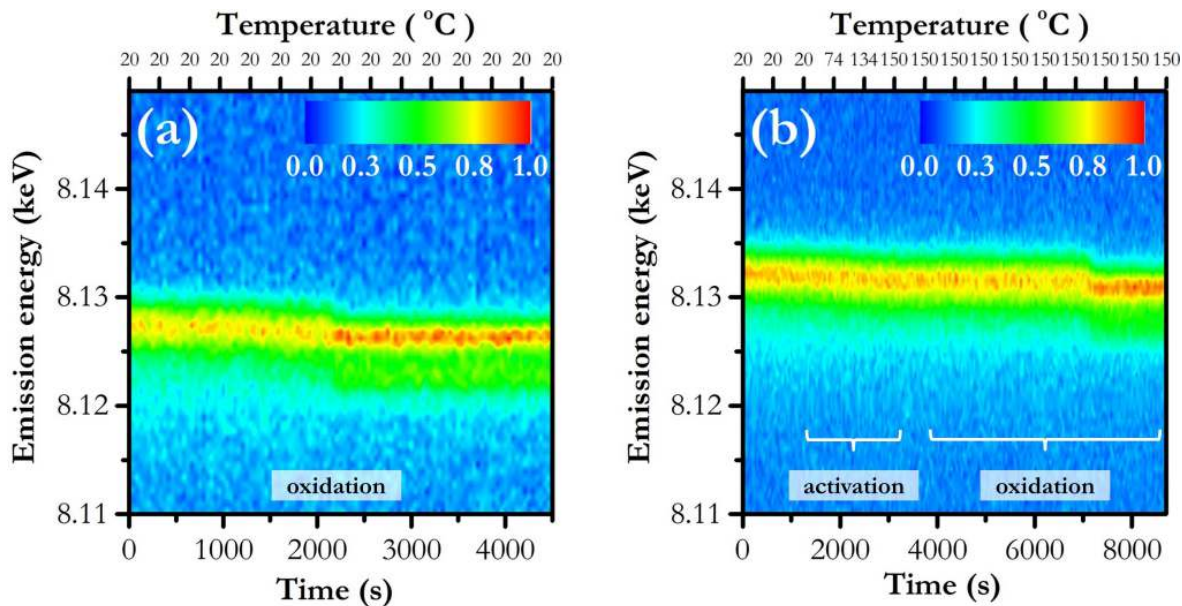 Temperature ( °C)
20 20 20 20 20 20 20 20 20 20 20 20 20 20 20
(a)
0.0 0.3 0.5 0.8 1.0
8.14
8.13
8.12
8.11
Emission energy (keV)
oxidation
0 1000 2000 3000 4000
Time (s)
Temperature ( °C)
20 20 20 74 134 150 150 150 150 150 150 150 150 150 150
(b)
0.0 0.3 0.5 0.8 1.0
8.14
8.13
8.12
8.11
Emission energy (keV)
activation
oxidation
0 2000 4000 6000 8000
Time (s)